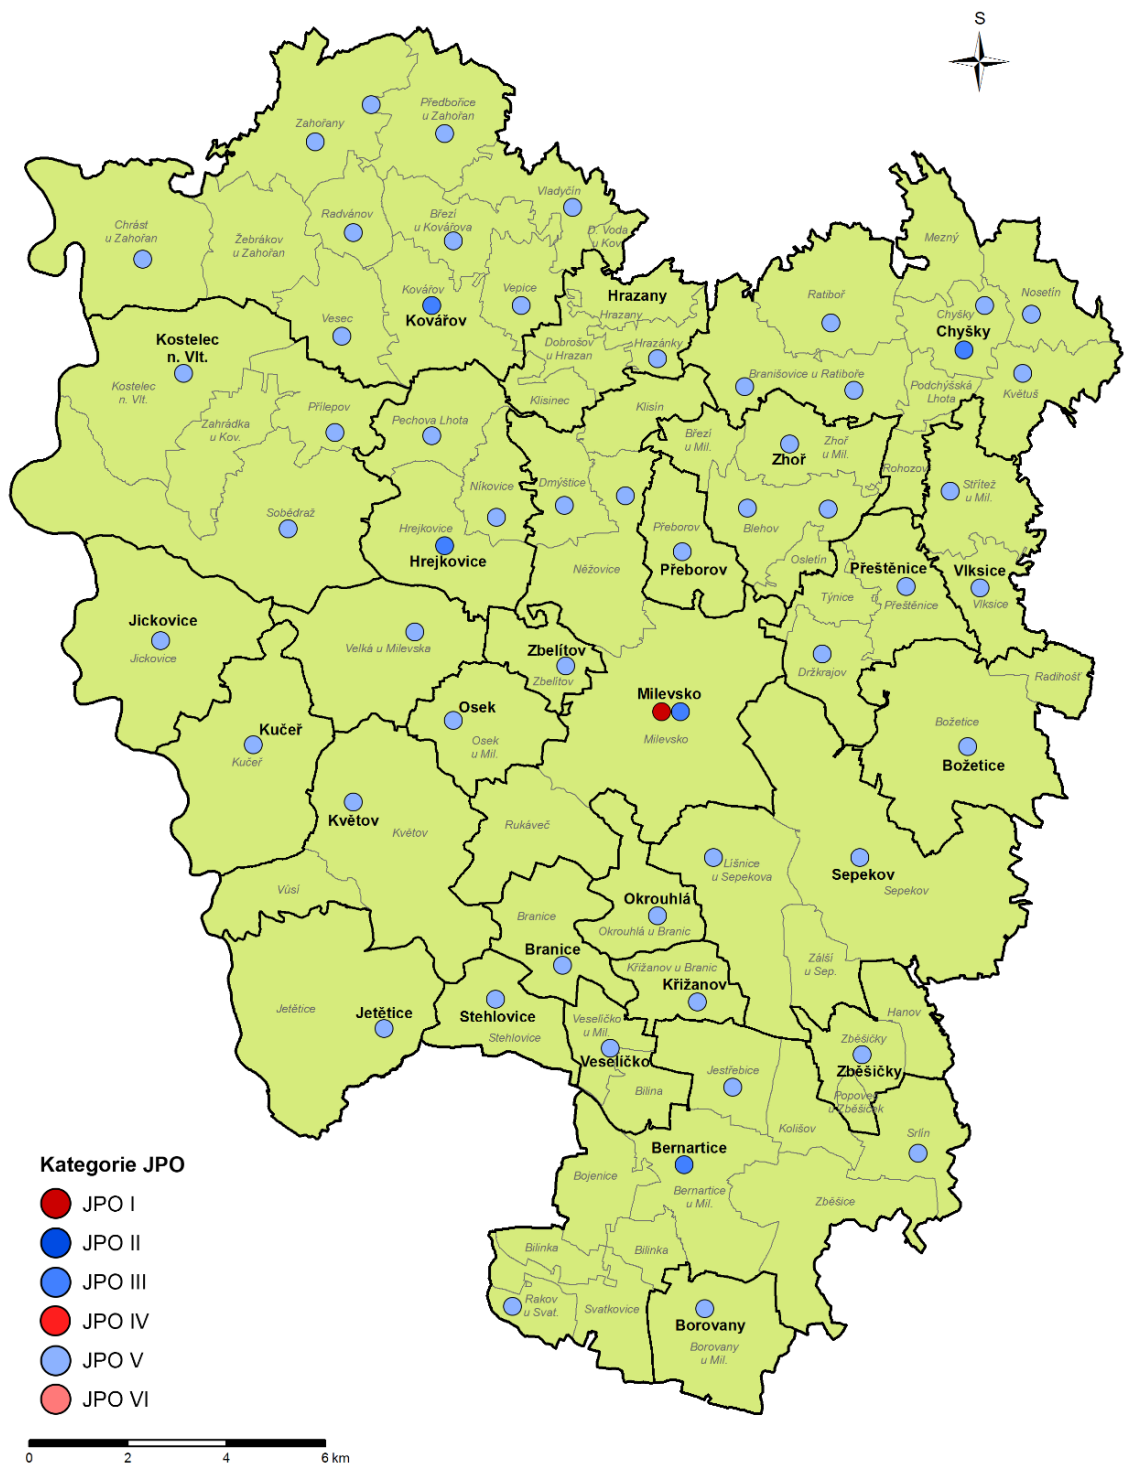 S
Předbořice
u Zahořan
Zahořany
Vladyčín
Radvánov
Březí
u Kovářova
Chrást
u Zahořan
Žebrákov
u Zahořan
D. Voda
u Kov.
Mezný
Kovářov
Kovářov
Vepice
Hrazany
Hrazany
Ratiboř
Nosetín
Chyšky
Chyšky
Vesec
Kostelec
n. Vlt.
Dobrošov
u Hrazan
Hrazánky
Branišovice u Ratiboře
Podchýšská
Lhota
Květuš
Kostelec
n. Vlt.
Klisinec
Klisín
Přílepov
Pechova Lhota
Zahrádka
u Kov.
Březí
u Mil.
Zhoř
u Mil.
Zhoř
Rohozov
Střítež
u Mil.
Níkovice
Dmýštice
Sobědraž
Hrejkovice
Hrejkovice
Přeborov
Přeborov
Blehov
Osletín
Něžovice
Přeštěnice
Přeštěnice
Vlksice
Vlksice
Týnice
Jickovice
Jickovice
Velká u Milevska
Zbelítov
Zbelítov
Držkrajov
Radihošť
Milevsko
Milevsko
Osek
Osek
u Mil.
Kučeř
Kučeř
Božetice
Božetice
Květov
Květov
Rukáveč
Líšnice
u Sepekova
Sepekov
Sepekov
Vůsí
Okrouhlá
Okrouhlá u Branic
Branice
Branice
Zálší
u Sep.
Křižanov u Branic
Křižanov
Jetětice
Jetětice
Stehlovice
Stehlovice
Veselíčko
u Mil.
Veselíčko
Hanov
Zběšičky
Zběšičky
Jestřebice
Bilina
Popovec
u Zběšiček
Kolišov
Srlín
Bernartice
Bernartice
u Mil.
Bojenice
Zběšice
Bilinka
Bilinka
Rakov
u Svat.
Svatkovice
Borovany
Borovany
u Mil.
Kategorie JPO
JPO I
JPO II
JPO III
JPO IV
JPO V
JPO VI
0 2 4 6 km